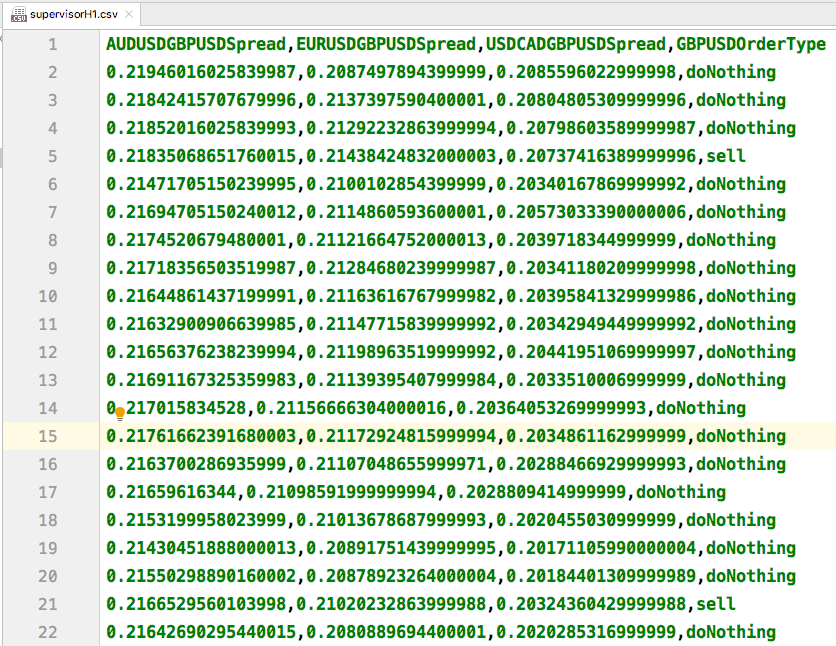 supervisorH1.csv
1 AUDUSDGBPUSDSpread,EURUSDGBPUSDSpread,USDCADGBPUSDSpread,GBPUSDOrderType
2 0.21946016025839987,0.2087497894399999,0.2085596022999998,doNothing
3 0.21842415707679996,0.2137397590400001,0.20804805309999996,doNothing
4 0.21852016025839993,0.21292232863999994,0.20798603589999987,doNothing
5 0.21835068651760015,0.21438424832000003,0.20737416389999996,sell
6 0.21471705150239995,0.2100102854399999,0.20340167869999992,doNothing
7 0.21694705150240012,0.2114860593600001,0.20573033390000006,doNothing
8 0.2174520679480001,0.21121664752000013,0.2039718344999999,doNothing
9 0.21718356503519987,0.21284680239999987,0.20341180209999998,doNothing
10 0.21644861437199991,0.21163616767999982,0.20395841329999986,doNothing
11 0.21632900906639985,0.21147715839999992,0.20342949449999992,doNothing
12 0.21656376238239994,0.21198963519999992,0.20441951069999997,doNothing
13 0.21691167325359983,0.21139395407999984,0.2033510006999999,doNothing
14 0.217015834528,0.21156666304000016,0.20364053269999993,doNothing
15 0.21761662391680003,0.21172924815999994,0.2034861162999999,doNothing
16 0.2163700286935999,0.21107048655999971,0.20288466929999993,doNothing
17 0.21659616344,0.21098591999999994,0.2028809414999999,doNothing
18 0.2153199958023999,0.21013678687999993,0.2020455030999999,doNothing
19 0.21430451888000013,0.20891751439999995,0.20171105990000004,doNothing
20 0.21550298890160002,0.20878923264000004,0.20184401309999989,doNothing
21 0.2166529560103998,0.21020232863999988,0.20324360429999988,sell
22 0.21642690295440015,0.2080889694400001,0.2020285316999999,doNothing